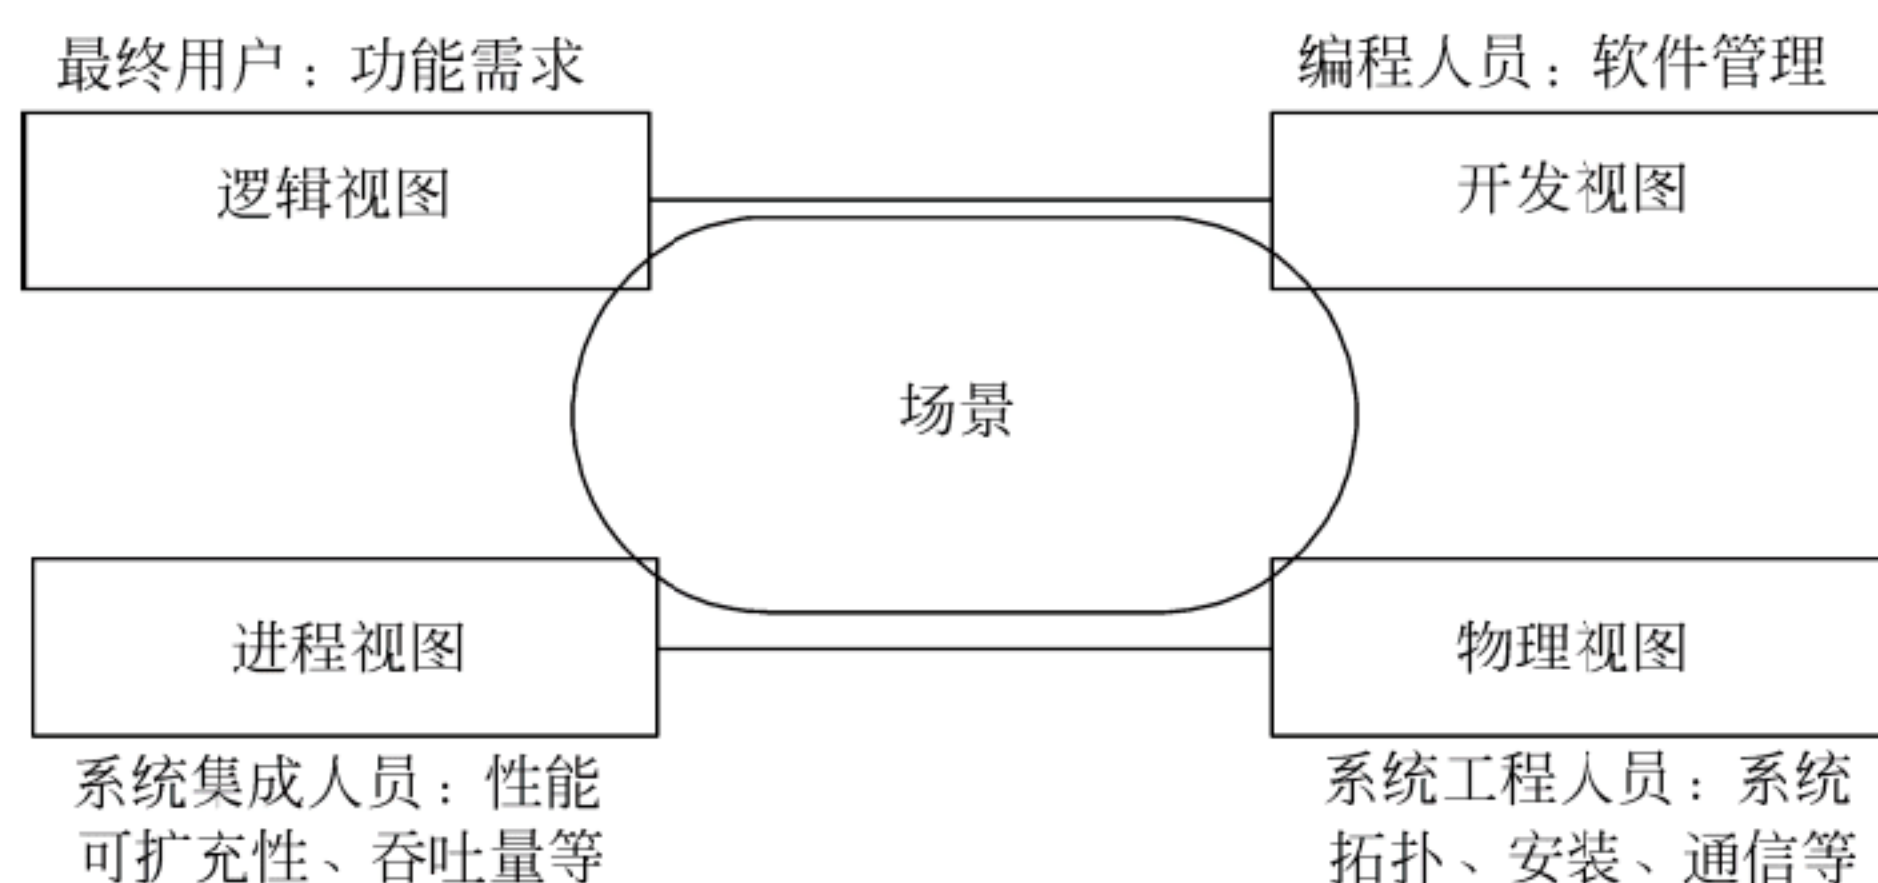 最终用户：功能需求
编程人员：软件管理
逻辑视图
开发视图
场景
进程视图
物理视图
系统集成人员：性能
可扩充性、吞吐量等
系统工程人员：系统
拓扑、安装、通信等